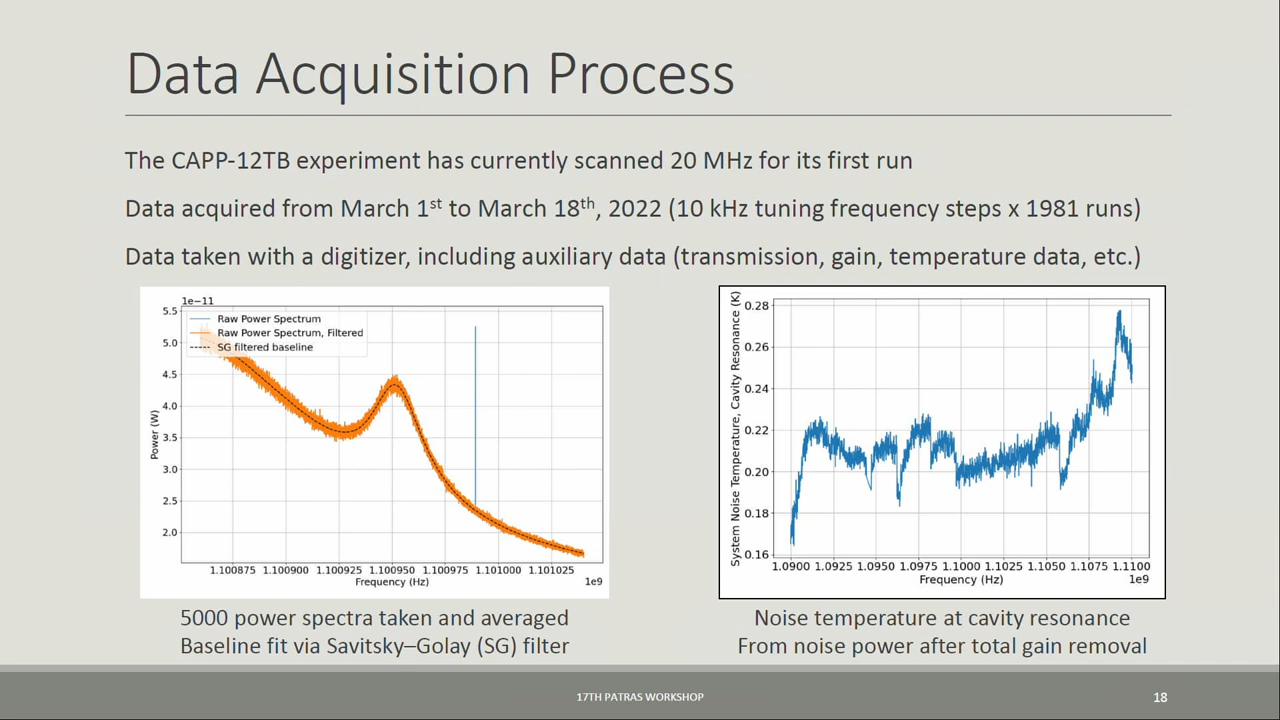 Data Acquisition Process
The CAPP-12TB experiment has currently scanned 20 MHz for its first run
Data acquired from March 1st to March 18th, 2022 (10 kHz tuning frequency steps x 1981 runs)
Data taken with a digitizer, including auxiliary data (transmission, gain, temperature data, etc.)
1e−11
5.5
5.0
4.5
4.0
3.5
3.0
2.5
2.0
Power (W)
Raw Power Spectrum
Raw Power Spectrum, Filtered
SG filtered baseline
1.100875 1.100900 1.100925 1.100950 1.100975 1.101000 1.101025
Frequency (Hz)
1e9
0.28
0.26
0.24
0.22
0.20
0.18
0.16
System Noise Temperature, Cavity Resonance (K)
1.0900 1.0925 1.0950 1.0975 1.1000 1.1025 1.1050 1.1075 1.1100
Frequency (Hz)
1e9
5000 power spectra taken and averaged
Baseline fit via Savitsky–Golay (SG) filter
Noise temperature at cavity resonance
From noise power after total gain removal
17TH PATRAS WORKSHOP
18